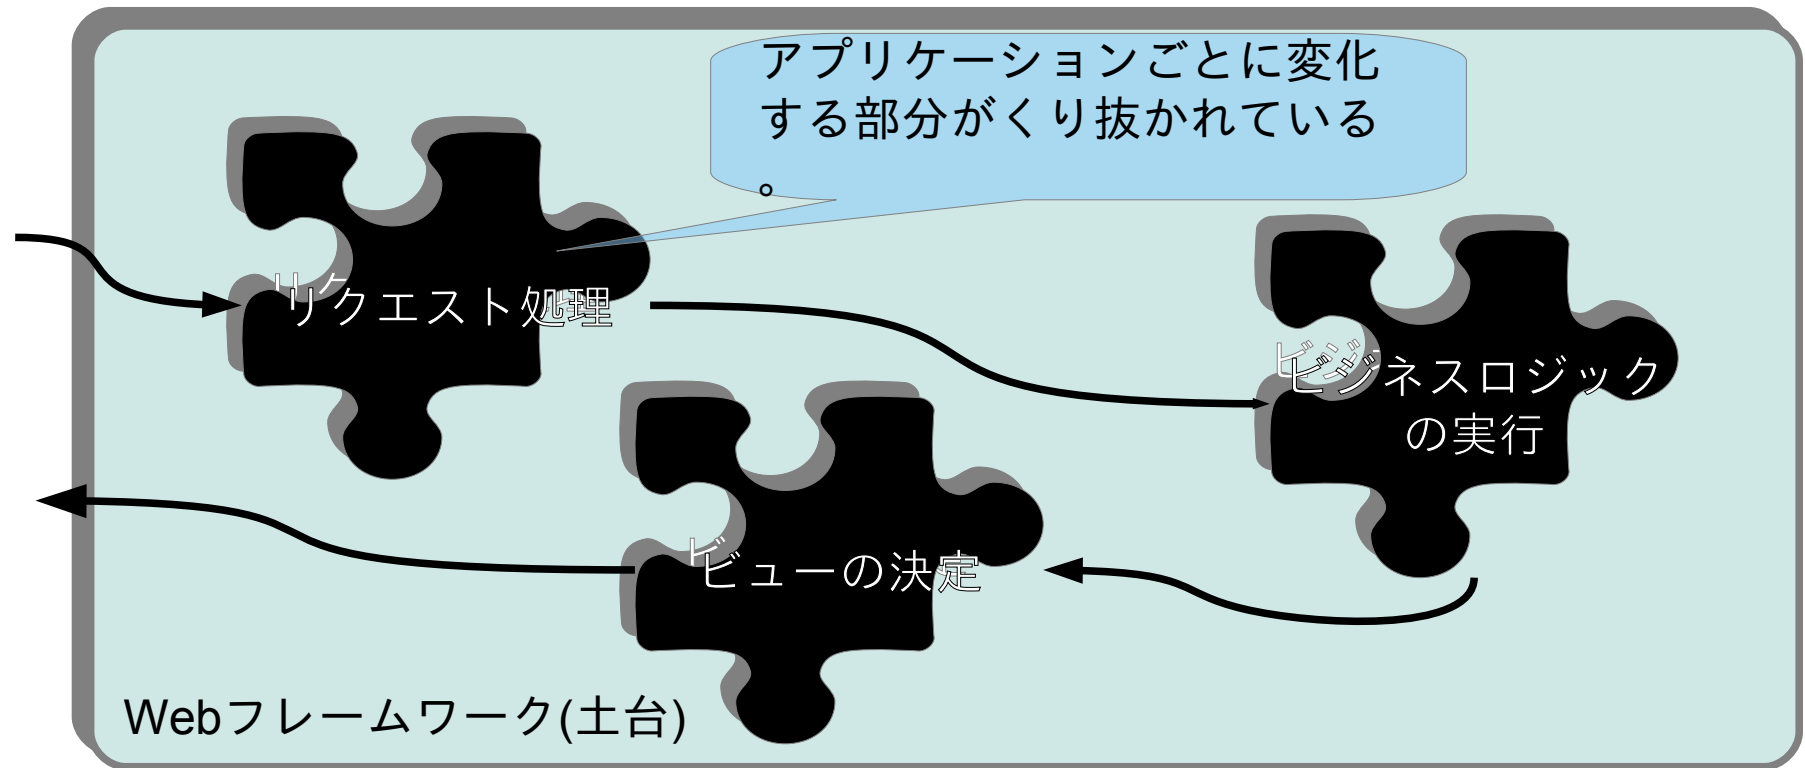 アプリケーションごとに変化
する部分がくり抜かれている
。
リクエスト処理
ビジネスロジック
の実行
ビューの決定
Webフレームワーク(土台)